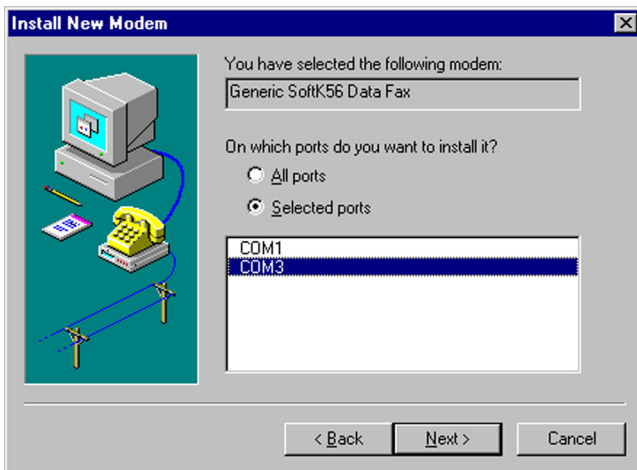 Install New Modem
You have selected the following modem:
Generic SoftK56 Data Fax
On which ports do you want to install it?
All ports
Selected ports
COM1
COM3
< Back
Next >
Cancel